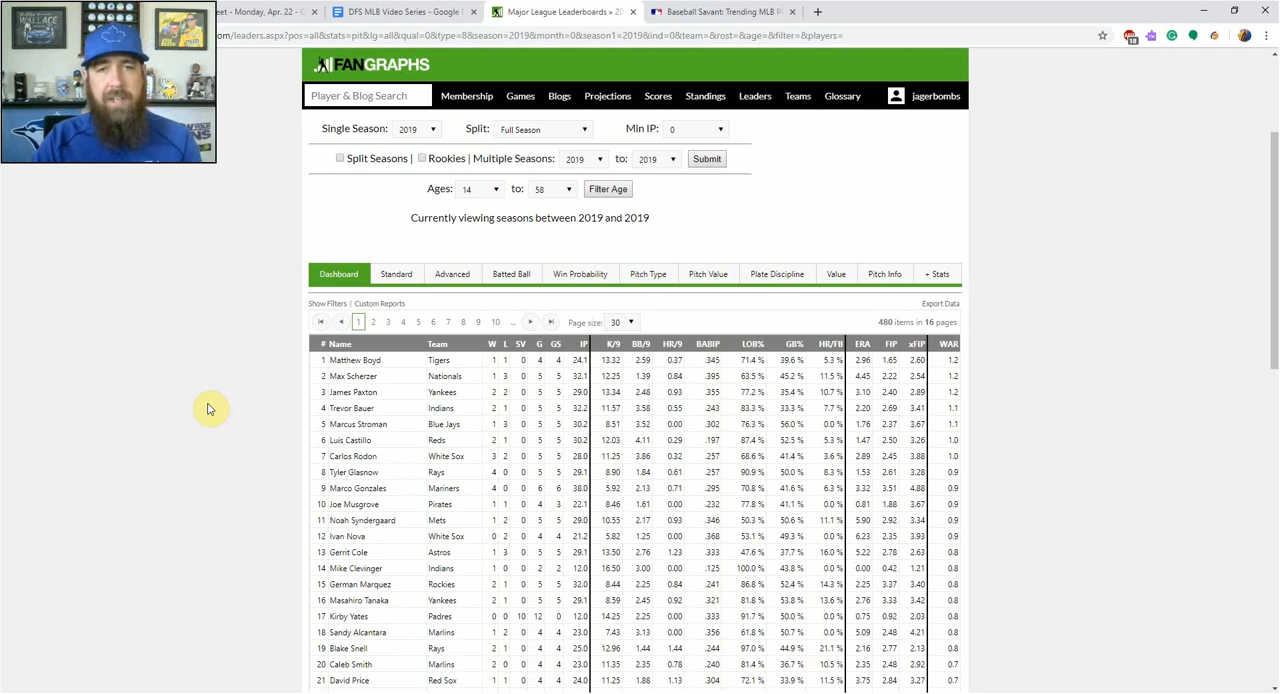 eet - Monday, Apr. 22 - G
DFS MLB Video Series - Google
Major League Leaderboards » 20
Baseball Savant: Trending MLB P
om/leaders.aspx?pos=all&stats=pit&lg=all&qual=0&type=8&season=2019&month=0&season1=2019&ind=0&team=&rost=&age=&filter=&players=
WALLACE
FANGRAPHS
Player & Blog Search Membership Games Blogs Projections Scores Standings Leaders Teams Glossary jagerbombs
Single Season: 2019 Split: Full Season Min IP: 0
Split Seasons | Rookies | Multiple Seasons: 2019 to: 2019 Submit
Ages: 14 to: 58 Filter Age
Currently viewing seasons between 2019 and 2019
Dashboard Standard Advanced Batted Ball Win Probability Pitch Type Pitch Value Plate Discipline Value Pitch Info + Stats
Show Filters | Custom Reports Export Data
1 2 3 4 5 6 7 8 9 10 ... Page size: 30 480 items in 16 pages
# Name Team W L SV G GS IP K/9 BB/9 HR/9 BABIP LOB% GB% HR/FB ERA FIP xFIP WAR
1 Matthew Boyd Tigers 1 1 0 4 4 24.1 13.32 2.59 0.37 .345 71.4 % 39.6 % 5.3 % 2.96 1.65 2.60 1.2
2 Max Scherzer Nationals 1 3 0 5 5 32.1 12.25 1.39 0.84 .395 63.5 % 45.2 % 11.5 % 4.45 2.22 2.54 1.2
3 James Paxton Yankees 2 2 0 5 5 29.0 13.34 2.48 0.93 .355 77.2 % 35.4 % 10.7 % 3.10 2.40 2.89 1.2
4 Trevor Bauer Indians 2 1 0 5 5 32.2 11.57 3.58 0.55 .243 83.3 % 33.3 % 7.7 % 2.20 2.69 3.41 1.1
5 Marcus Stroman Blue Jays 1 3 0 5 5 30.2 8.51 3.52 0.00 .302 76.3 % 56.0 % 0.0 % 1.76 2.37 3.67 1.1
6 Luis Castillo Reds 2 1 0 5 5 30.2 12.03 4.11 0.29 .197 87.4 % 52.5 % 5.3 % 1.47 2.50 3.26 1.0
7 Carlos Rodon White Sox 3 2 0 5 5 28.0 11.25 3.86 0.32 .257 68.6 % 41.4 % 3.6 % 2.89 2.45 3.88 1.0
8 Tyler Glasnow Rays 4 0 0 5 5 29.1 8.90 1.84 0.61 .257 90.9 % 50.0 % 8.3 % 1.53 2.61 3.28 0.9
9 Marco Gonzales Mariners 4 0 0 6 6 38.0 5.92 2.13 0.71 .295 70.8 % 41.6 % 6.3 % 3.32 3.51 4.88 0.9
10 Joe Musgrove Pirates 1 1 0 4 3 22.1 8.46 1.61 0.00 .232 77.8 % 41.1 % 0.0 % 0.81 1.88 3.67 0.9
11 Noah Syndergaard Mets 1 2 0 5 5 29.0 10.55 2.17 0.93 .346 50.3 % 50.6 % 11.1 % 5.90 2.92 3.34 0.9
12 Ivan Nova White Sox 0 2 0 4 4 21.2 5.82 1.25 0.00 .368 53.1 % 49.3 % 0.0 % 6.23 2.35 3.93 0.9
13 Gerrit Cole Astros 1 3 0 5 5 29.1 13.50 2.76 1.23 .333 47.6 % 37.7 % 16.0 % 5.22 2.78 2.63 0.8
14 Mike Clevinger Indians 1 0 0 2 2 12.0 16.50 3.00 0.00 .125 100.0 % 43.8 % 0.0 % 0.00 0.42 1.21 0.8
15 German Marquez Rockies 2 1 0 5 5 32.0 8.44 2.25 0.84 .241 86.8 % 52.4 % 14.3 % 2.25 3.37 3.40 0.8
16 Masahiro Tanaka Yankees 2 1 0 5 5 29.1 8.59 2.45 0.92 .321 81.8 % 53.8 % 13.6 % 2.76 3.33 3.42 0.8
17 Kirby Yates Padres 0 0 10 12 0 12.0 14.25 2.25 0.00 .333 91.7 % 50.0 % 0.0 % 0.75 0.92 2.03 0.8
18 Sandy Alcantara Marlins 1 2 0 4 4 23.0 7.43 3.13 0.00 .356 61.8 % 50.7 % 0.0 % 5.09 2.48 4.21 0.8
19 Blake Snell Rays 2 1 0 4 4 25.0 12.96 1.44 1.44 .244 97.0 % 44.9 % 21.1 % 2.16 2.77 2.13 0.8
20 Caleb Smith Marlins 2 0 0 4 4 23.0 11.35 2.35 0.78 .240 81.4 % 36.7 % 10.5 % 2.35 2.48 2.92 0.7
21 David Price Red Sox 1 1 0 4 4 24.0 11.25 1.88 1.13 .304 72.1 % 33.9 % 11.5 % 3.75 2.84 3.27 0.7